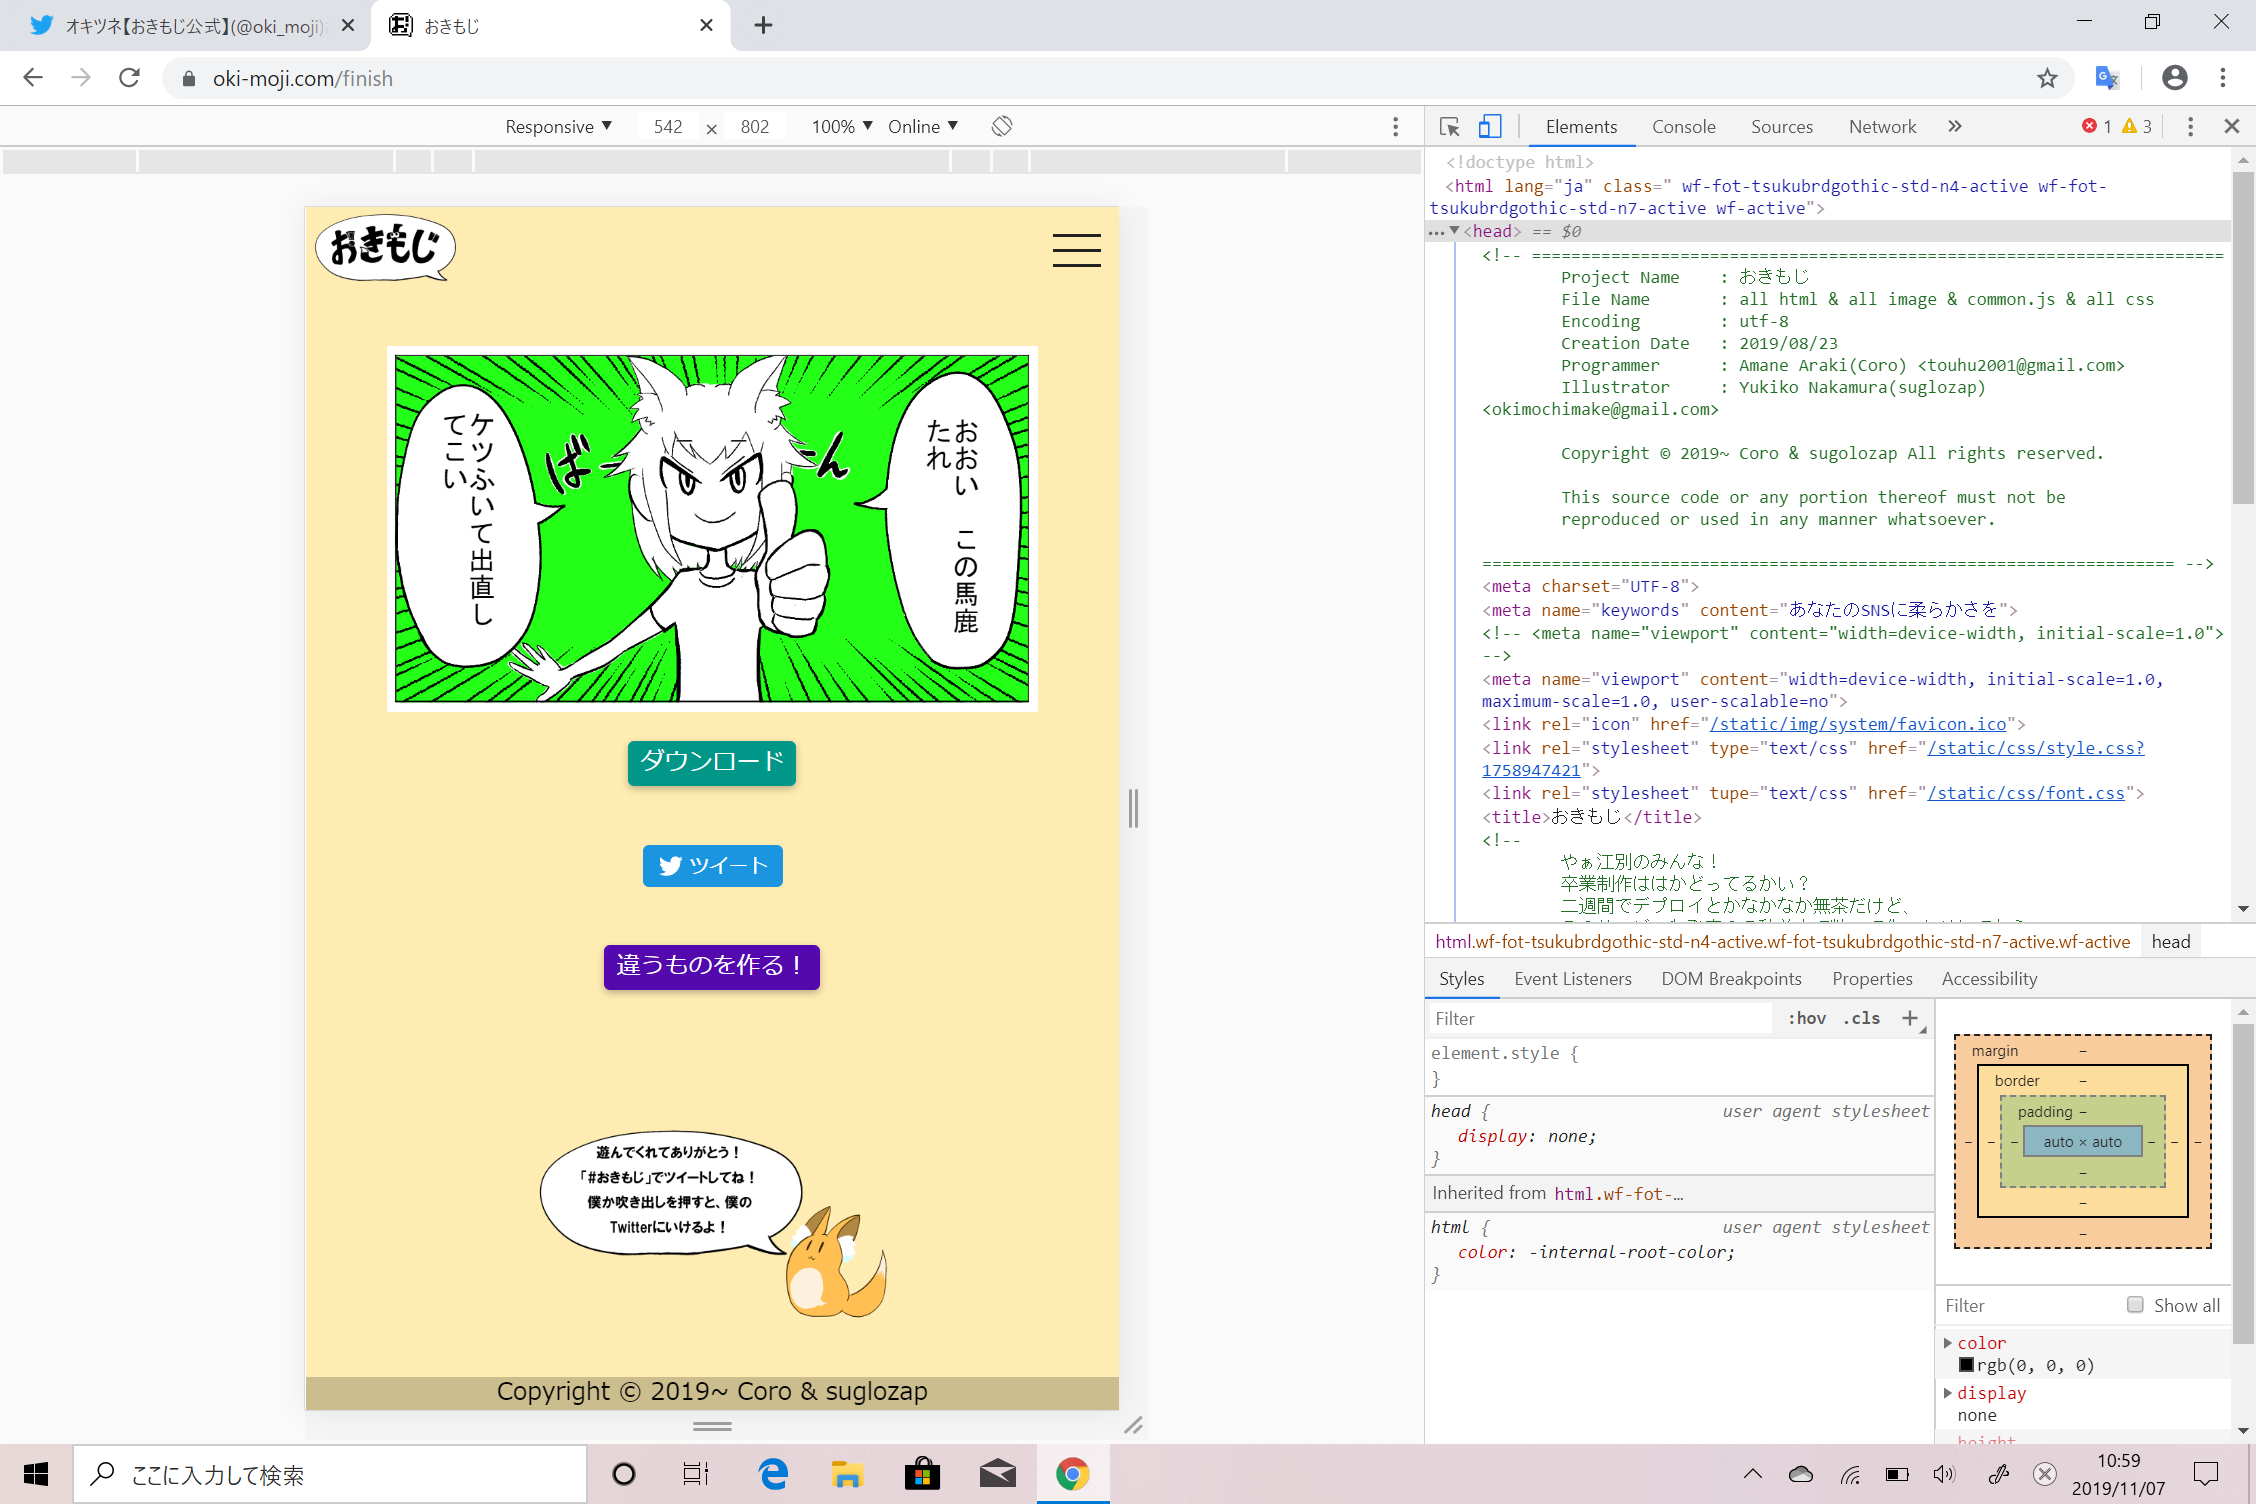 オキツネ【おきもじ公式】(@oki_moji)
おきもじ
oki-moji.com/finish
Responsive ▼ 542 × 802 100% ▼ Online ▼
おきもじ
おおい この馬鹿
たれ
ばーん
ケツふいて出直し
てこい
ダウンロード
ツイート
違うものを作る！
遊んでくれてありがとう！
「#おきもじ」でツイートしてね！
僕か吹き出しを押すと、僕の
Twitterにいけるよ！
Copyright © 2019~ Coro & suglozap
Elements Console Sources Network » 1 3
<!doctype html>
<html lang="ja" class=" wf-fot-tsukubrdgothic-std-n4-active wf-fot-
tsukubrdgothic-std-n7-active wf-active">
…▼<head> == $0
<!-- ======================================================================
Project Name : おきもじ
File Name : all html & all image & common.js & all css
Encoding : utf-8
Creation Date : 2019/08/23
Programmer : Amane Araki(Coro) <touhu2001@gmail.com>
Illustrator : Yukiko Nakamura(suglozap)
<okimochimake@gmail.com>
Copyright © 2019~ Coro & sugolozap All rights reserved.
This source code or any portion thereof must not be
reproduced or used in any manner whatsoever.
====================================================================== -->
<meta charset="UTF-8">
<meta name="keywords" content="あなたのSNSに柔らかさを">
<!-- <meta name="viewport" content="width=device-width, initial-scale=1.0">
-->
<meta name="viewport" content="width=device-width, initial-scale=1.0,
maximum-scale=1.0, user-scalable=no">
<link rel="icon" href="/static/img/system/favicon.ico">
<link rel="stylesheet" type="text/css" href="/static/css/style.css?
1758947421">
<link rel="stylesheet" tupe="text/css" href="/static/css/font.css">
<title>おきもじ</title>
<!--
やぁ江別のみんな！
卒業制作ははかどってるかい？
二週間でデプロイとかなかなか無茶だけど、
html.wf-fot-tsukubrdgothic-std-n4-active.wf-fot-tsukubrdgothic-std-n7-active.wf-active head
Styles Event Listeners DOM Breakpoints Properties Accessibility
Filter :hov .cls +
element.style {
}
head { user agent stylesheet
display: none;
}
Inherited from html.wf-fot-…
html { user agent stylesheet
color: -internal-root-color;
}
margin –
border –
padding –
– – – auto × auto – – –
–
–
–
Filter Show all
color
rgb(0, 0, 0)
display
none
height
ここに入力して検索
10:59
2019/11/07